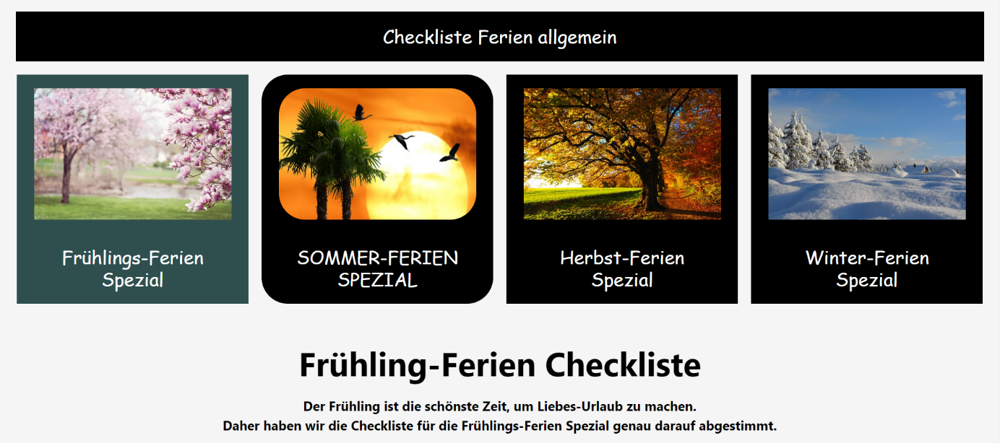 Checkliste Ferien allgemein
Frühlings-Ferien
Spezial
SOMMER-FERIEN
SPEZIAL
Herbst-Ferien
Spezial
Winter-Ferien
Spezial
Frühling-Ferien Checkliste
Der Frühling ist die schönste Zeit, um Liebes-Urlaub zu machen.
Daher haben wir die Checkliste für die Frühlings-Ferien Spezial genau darauf abgestimmt.